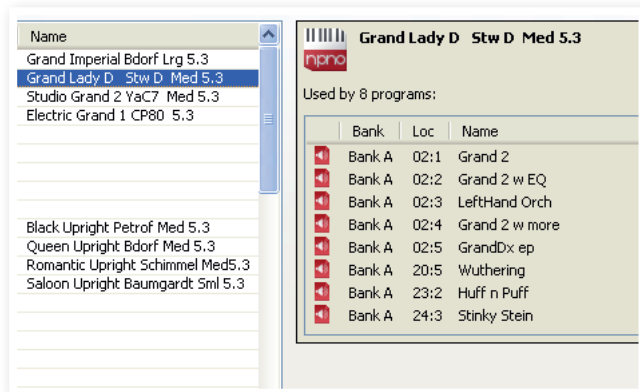 Name
Grand Imperial Bdorf Lrg 5.3
Grand Lady D   Stw D  Med 5.3
Studio Grand 2 YaC7  Med 5.3
Electric Grand 1 CP80  5.3
Black Upright Petrof Med 5.3
Queen Upright Bdorf Med 5.3
Romantic Upright Schimmel Med5.3
Saloon Upright Baumgardt Sml 5.3
npno
Grand Lady D   Stw D  Med 5.3
Used by 8 programs:
Bank Loc Name
Bank A 02:1 Grand 2
Bank A 02:2 Grand 2 w EQ
Bank A 02:3 LeftHand Orch
Bank A 02:4 Grand 2 w more
Bank A 02:5 GrandDx ep
Bank A 20:5 Wuthering
Bank A 23:2 Huff n Puff
Bank A 24:3 Stinky Stein